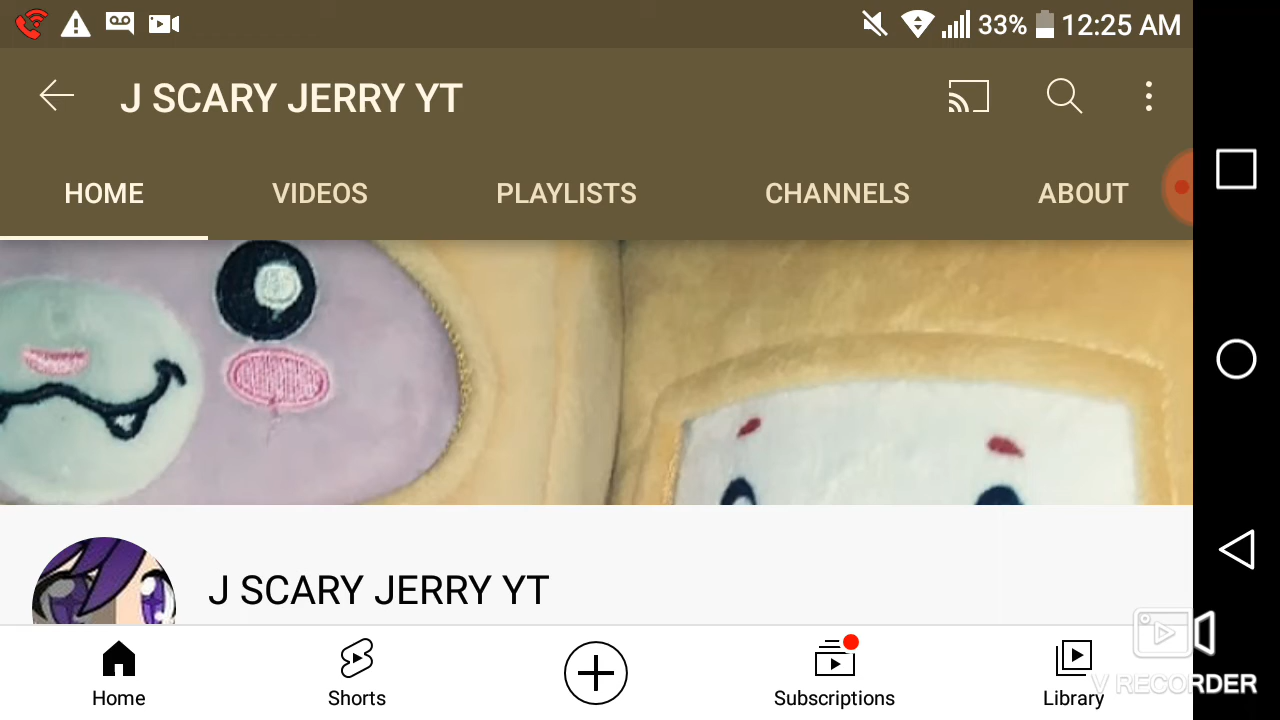 33% 12:25 AM
J SCARY JERRY YT
HOME VIDEOS PLAYLISTS CHANNELS ABOUT
J SCARY JERRY YT
Home Shorts Subscriptions Library
V RECORDER